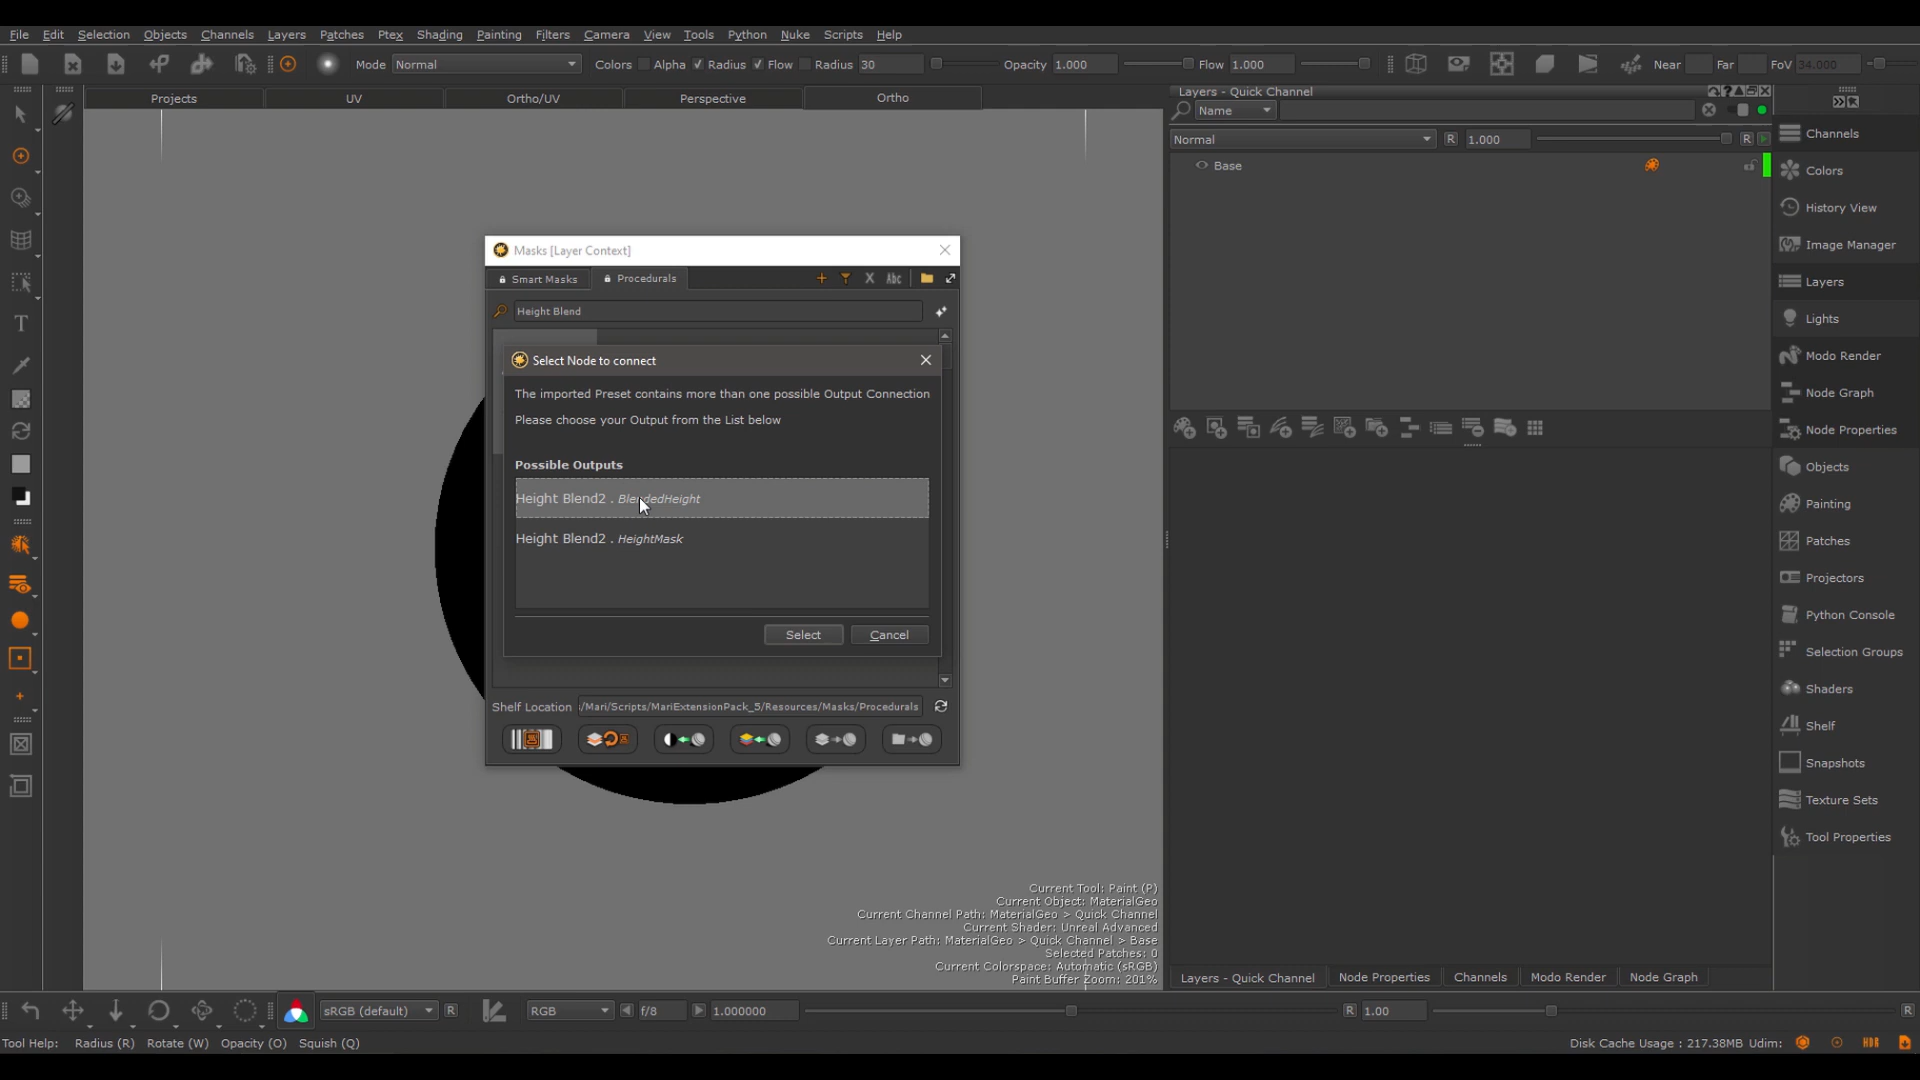 File Edit Selection Objects Channels Layers Patches Ptex Shading Painting Filters Camera View Tools Python Nuke Scripts Help
Mode Normal Colors Alpha Radius Flow Radius 30 Opacity 1.000 Flow 1.000 Near Far FoV 34.000
Projects UV Ortho/UV Perspective Ortho
Layers - Quick Channel
Name
Normal R 1.000 R
Base
Channels
Colors
History View
Image Manager
Layers
Lights
Modo Render
Node Graph
Node Properties
Objects
Painting
Patches
Projectors
Python Console
Selection Groups
Shaders
Shelf
Snapshots
Texture Sets
Tool Properties
T
Masks [Layer Context]
Smart Masks Procedurals Abc
Height Blend
Select Node to connect
The imported Preset contains more than one possible Output Connection
Please choose your Output from the List below
Possible Outputs
Height Blend2 . BlendedHeight
Height Blend2 . HeightMask
Select Cancel
Shelf Location :/Mari/Scripts/MariExtensionPack_5/Resources/Masks/Procedurals
Current Tool: Paint (P)
Current Object: MaterialGeo
Current Channel Path: MaterialGeo > Quick Channel
Current Shader: Unreal Advanced
Current Layer Path: MaterialGeo > Quick Channel > Base
Selected Patches: 0
Current Colorspace: Automatic (sRGB)
Paint Buffer Zoom: 201%
Layers - Quick Channel Node Properties Channels Modo Render Node Graph
sRGB (default) R RGB f/8 1.000000 R 1.00 R
Tool Help: Radius (R) Rotate (W) Opacity (O) Squish (Q)
Disk Cache Usage : 217.38MB Udim: HDR